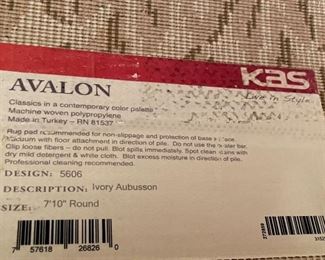 KAS
Live in Style.
AVALON
Classics in a contemporary color palette
Machine woven polypropylene
Made in Turkey – RN 81537
Rug pad recommended for non-slippage and protection of base
Vacuum with floor attachment in direction of pile. Do not use the bar.
Clip loose fibers – do not pull. Blot spills immediately. Spot clean stains with
dry mild detergent & white cloth. Blot excess moisture in direction of pile.
Professional cleaning recommended.
DESIGN: 5606
DESCRIPTION: Ivory Aubusson
SIZE: 7'10" Round
7 57618 26820 0